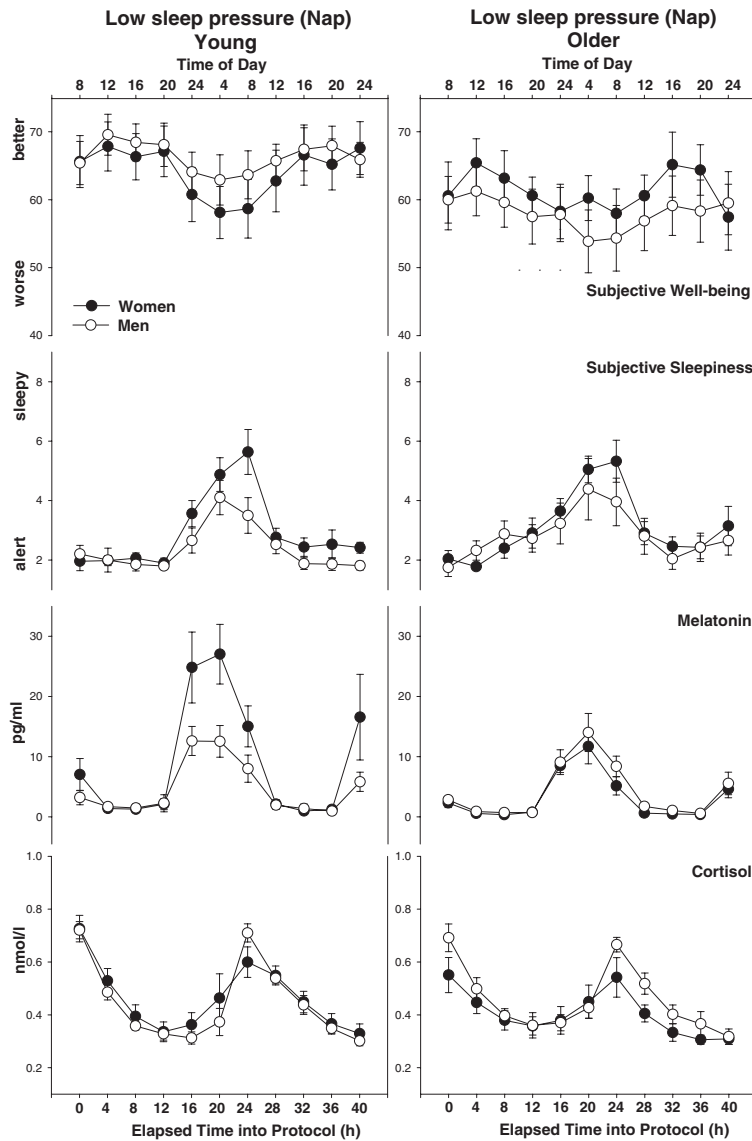 Low sleep pressure (Nap)
Young
Time of Day
8 12 16 20 24 4 8 12 16 20 24
Low sleep pressure (Nap)
Older
Time of Day
8 12 16 20 24 4 8 12 16 20 24
better
worse
70
60
50
40
Women
Men
70
60
50
40
Subjective Well-being
sleepy
alert
8
6
4
2
8
6
4
2
Subjective Sleepiness
pg/ml
30
20
10
0
30
20
10
0
Melatonin
nmol/l
1.0
0.8
0.6
0.4
0.2
1.0
0.8
0.6
0.4
0.2
Cortisol
0 4 8 12 16 20 24 28 32 36 40
Elapsed Time into Protocol (h)
0 4 8 12 16 20 24 28 32 36 40
Elapsed Time into Protocol (h)